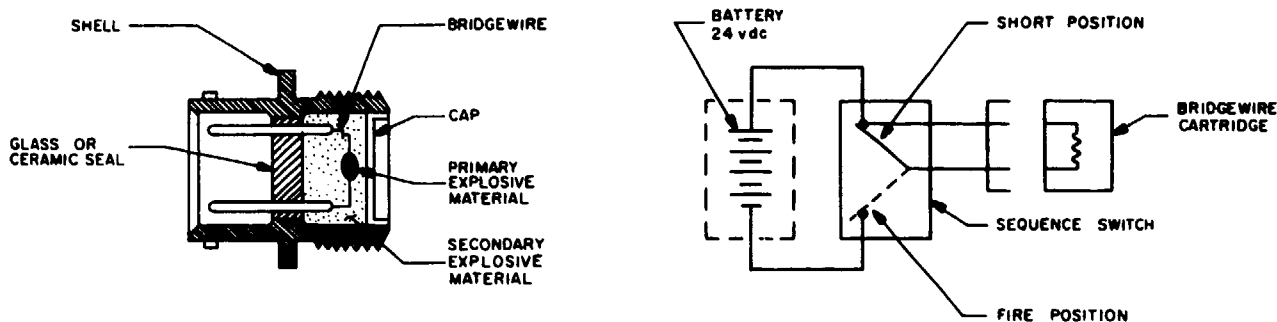 SHELL
BRIDGEWIRE
CAP
GLASS OR
CERAMIC SEAL
PRIMARY
EXPLOSIVE
MATERIAL
SECONDARY
EXPLOSIVE
MATERIAL
BATTERY
24 vdc
SHORT POSITION
BRIDGEWIRE
CARTRIDGE
SEQUENCE SWITCH
FIRE POSITION